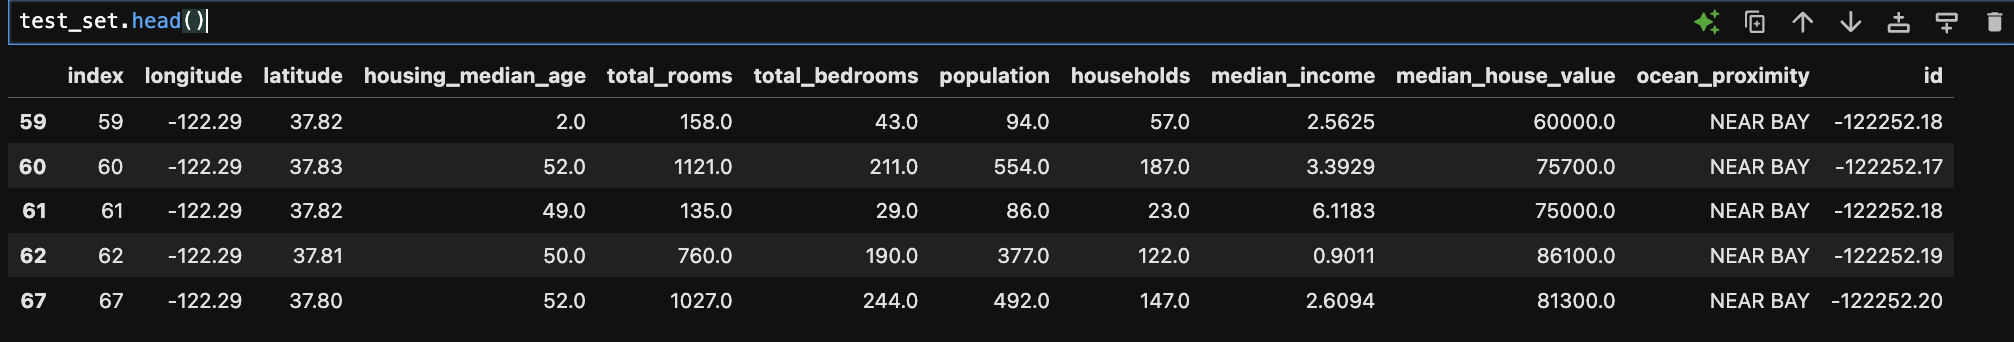 test_set.head()
index longitude latitude housing_median_age total_rooms total_bedrooms population households median_income median_house_value ocean_proximity id
59 59 -122.29 37.82 2.0 158.0 43.0 94.0 57.0 2.5625 60000.0 NEAR BAY -122252.18
60 60 -122.29 37.83 52.0 1121.0 211.0 554.0 187.0 3.3929 75700.0 NEAR BAY -122252.17
61 61 -122.29 37.82 49.0 135.0 29.0 86.0 23.0 6.1183 75000.0 NEAR BAY -122252.18
62 62 -122.29 37.81 50.0 760.0 190.0 377.0 122.0 0.9011 86100.0 NEAR BAY -122252.19
67 67 -122.29 37.80 52.0 1027.0 244.0 492.0 147.0 2.6094 81300.0 NEAR BAY -122252.20